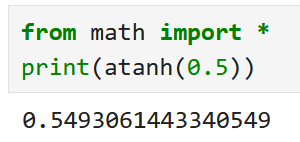 from math import *
print(atanh(0.5))
0.5493061443340549